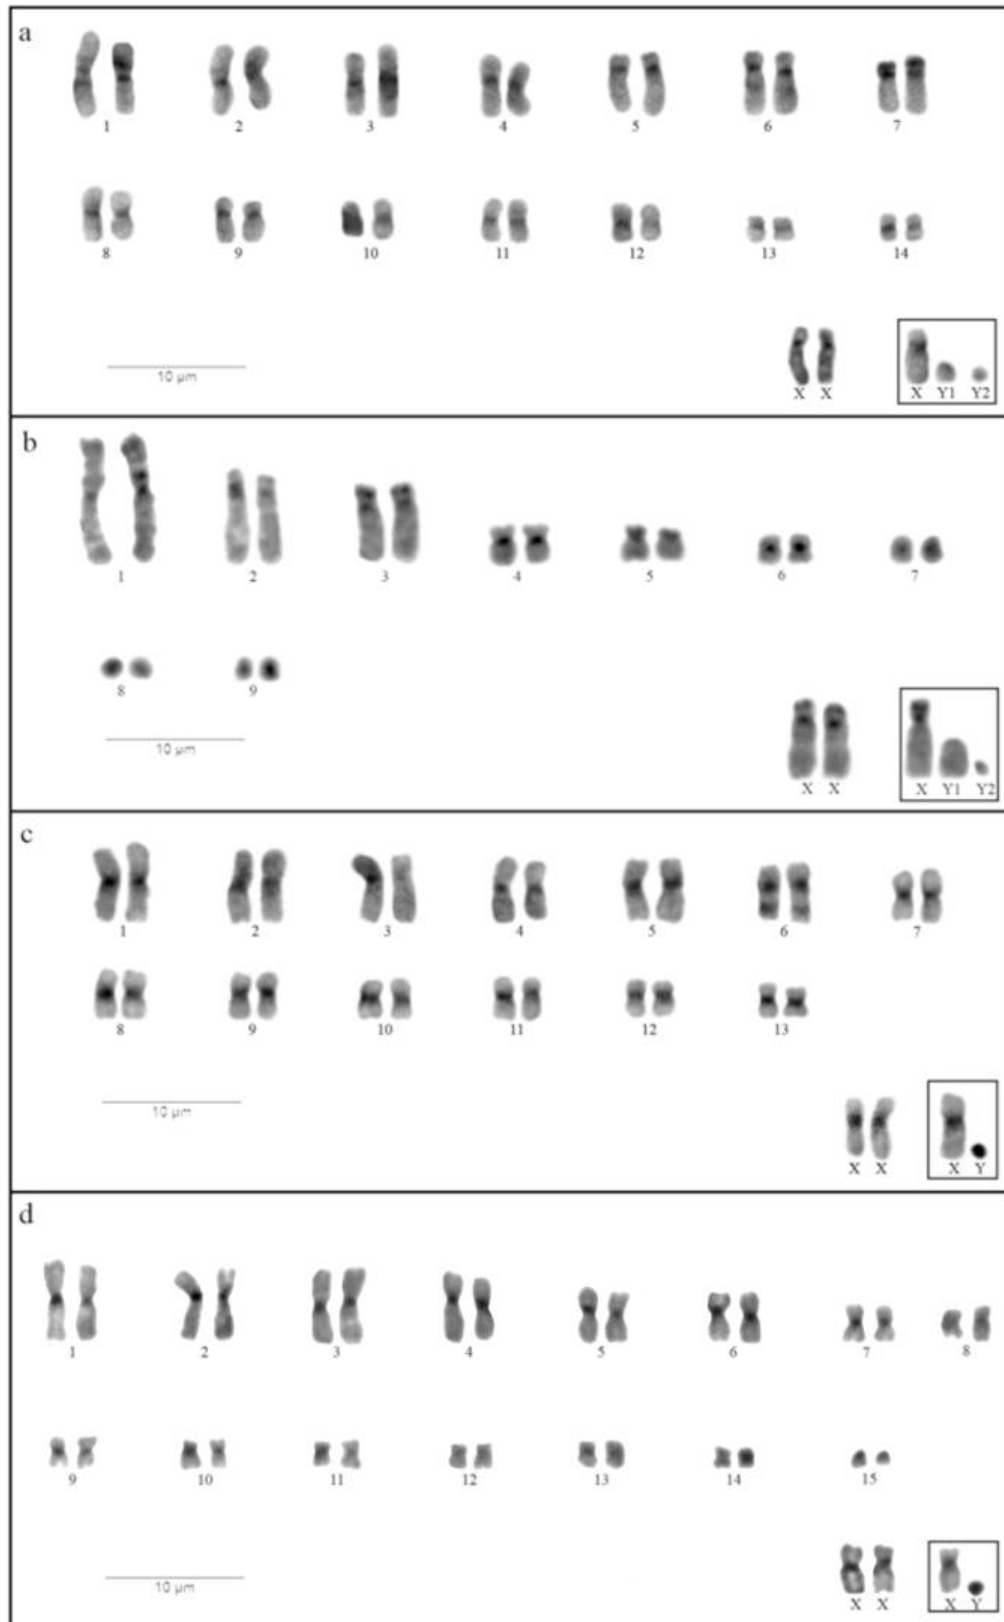 a
1 2 3 4 5 6 7
8 9 10 11 12 13 14
10 µm
X X X Y1 Y2
b
1 2 3 4 5 6 7
8 9
10 µm
X X X Y1 Y2
c
1 2 3 4 5 6 7
8 9 10 11 12 13
10 µm
X X X Y
d
1 2 3 4 5 6 7 8
9 10 11 12 13 14 15
10 µm
X X X Y